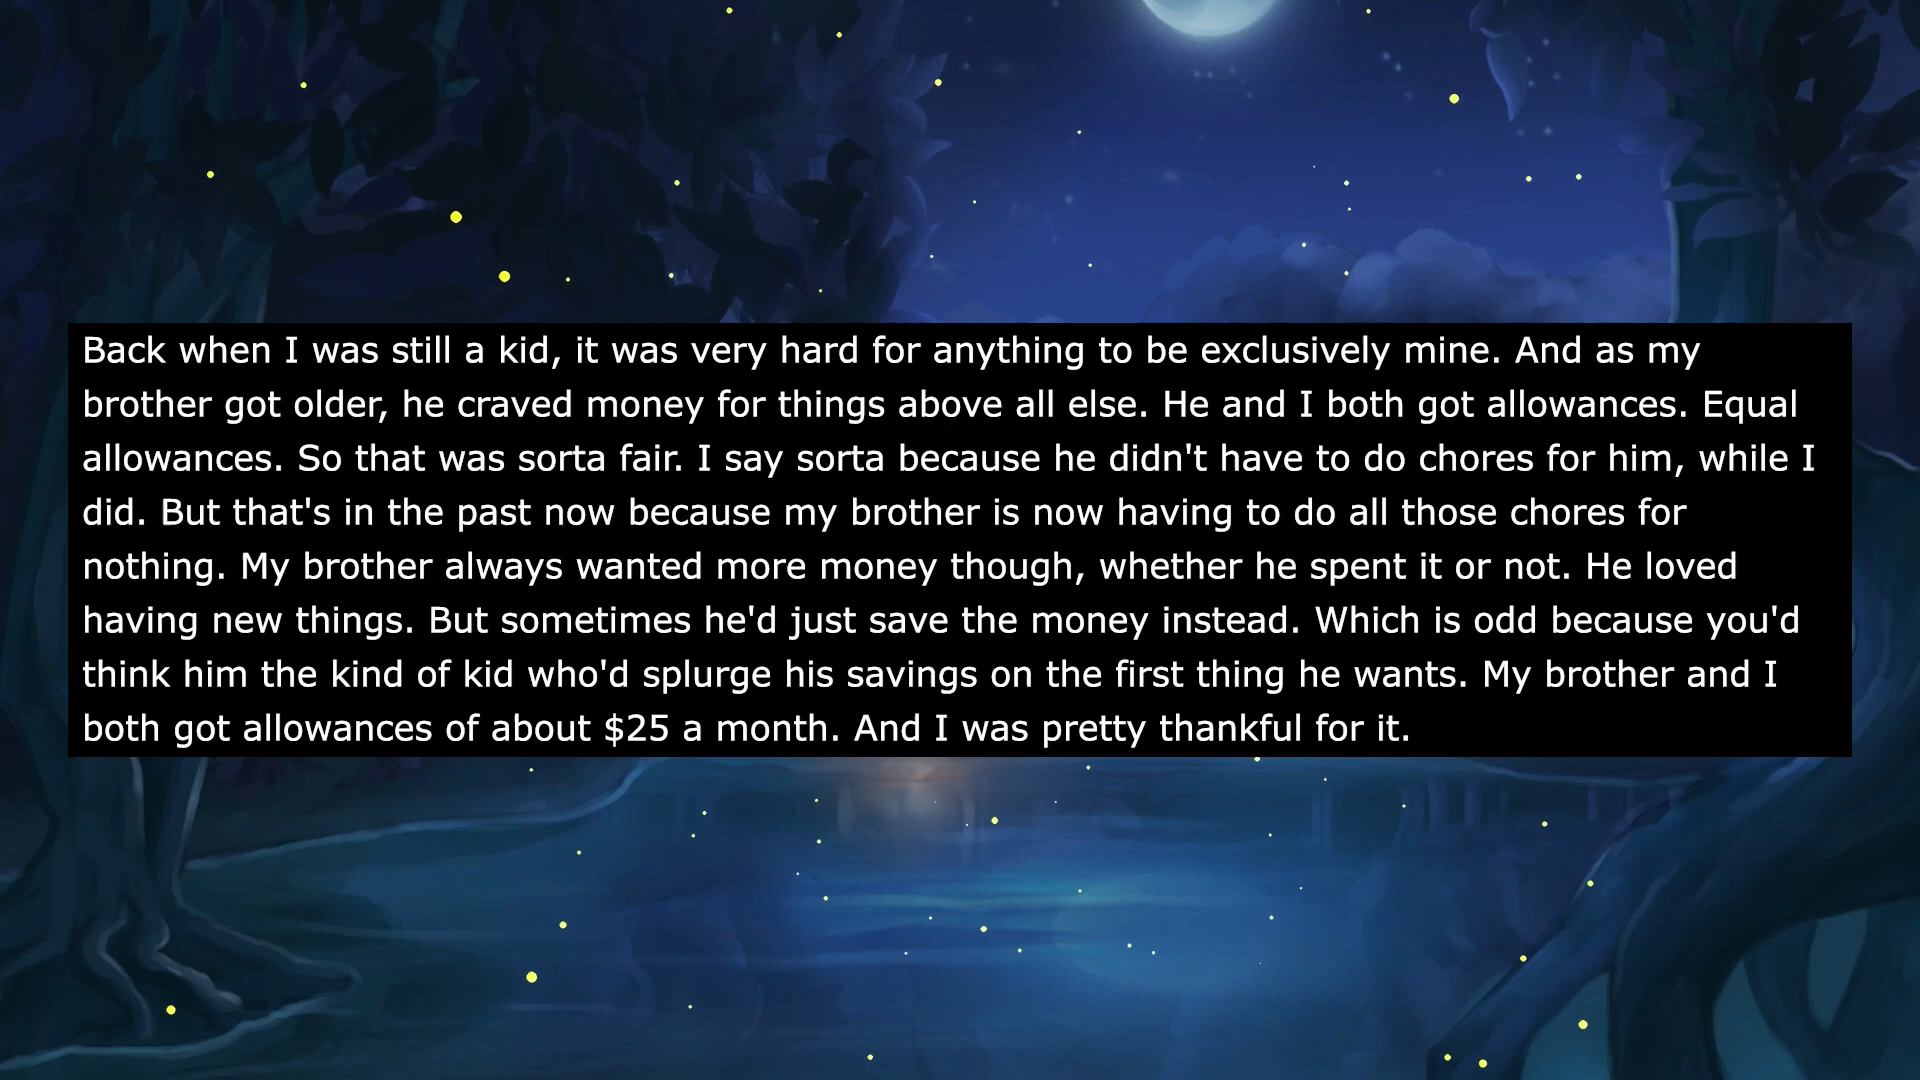 Back when I was still a kid, it was very hard for anything to be exclusively mine. And as my
brother got older, he craved money for things above all else. He and I both got allowances. Equal
allowances. So that was sorta fair. I say sorta because he didn't have to do chores for him, while I
did. But that's in the past now because my brother is now having to do all those chores for
nothing. My brother always wanted more money though, whether he spent it or not. He loved
having new things. But sometimes he'd just save the money instead. Which is odd because you'd
think him the kind of kid who'd splurge his savings on the first thing he wants. My brother and I
both got allowances of about $25 a month. And I was pretty thankful for it.